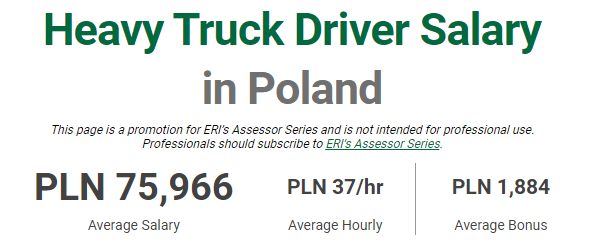 Heavy Truck Driver Salary
in Poland
This page is a promotion for ERI's Assessor Series and is not intended for professional use.
Professionals should subscribe to ERI's Assessor Series.
PLN 75,966
Average Salary
PLN 37/hr
Average Hourly
PLN 1,884
Average Bonus